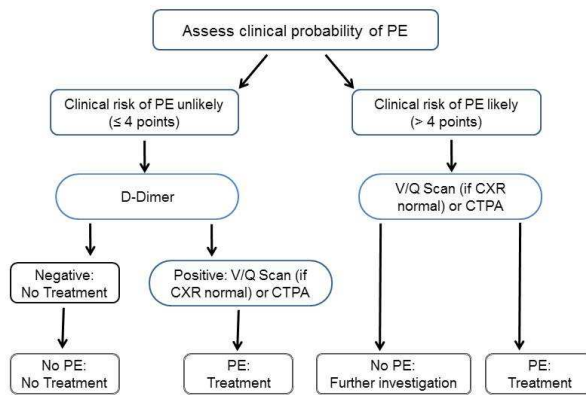 Assess clinical probability of PE
Clinical risk of PE unlikely
(≤ 4 points)
Clinical risk of PE likely
(> 4 points)
D-Dimer
V/Q Scan (if CXR
normal) or CTPA
Negative:
No Treatment
Positive: V/Q Scan (if
CXR normal) or CTPA
No PE:
No Treatment
PE:
Treatment
No PE:
Further investigation
PE:
Treatment